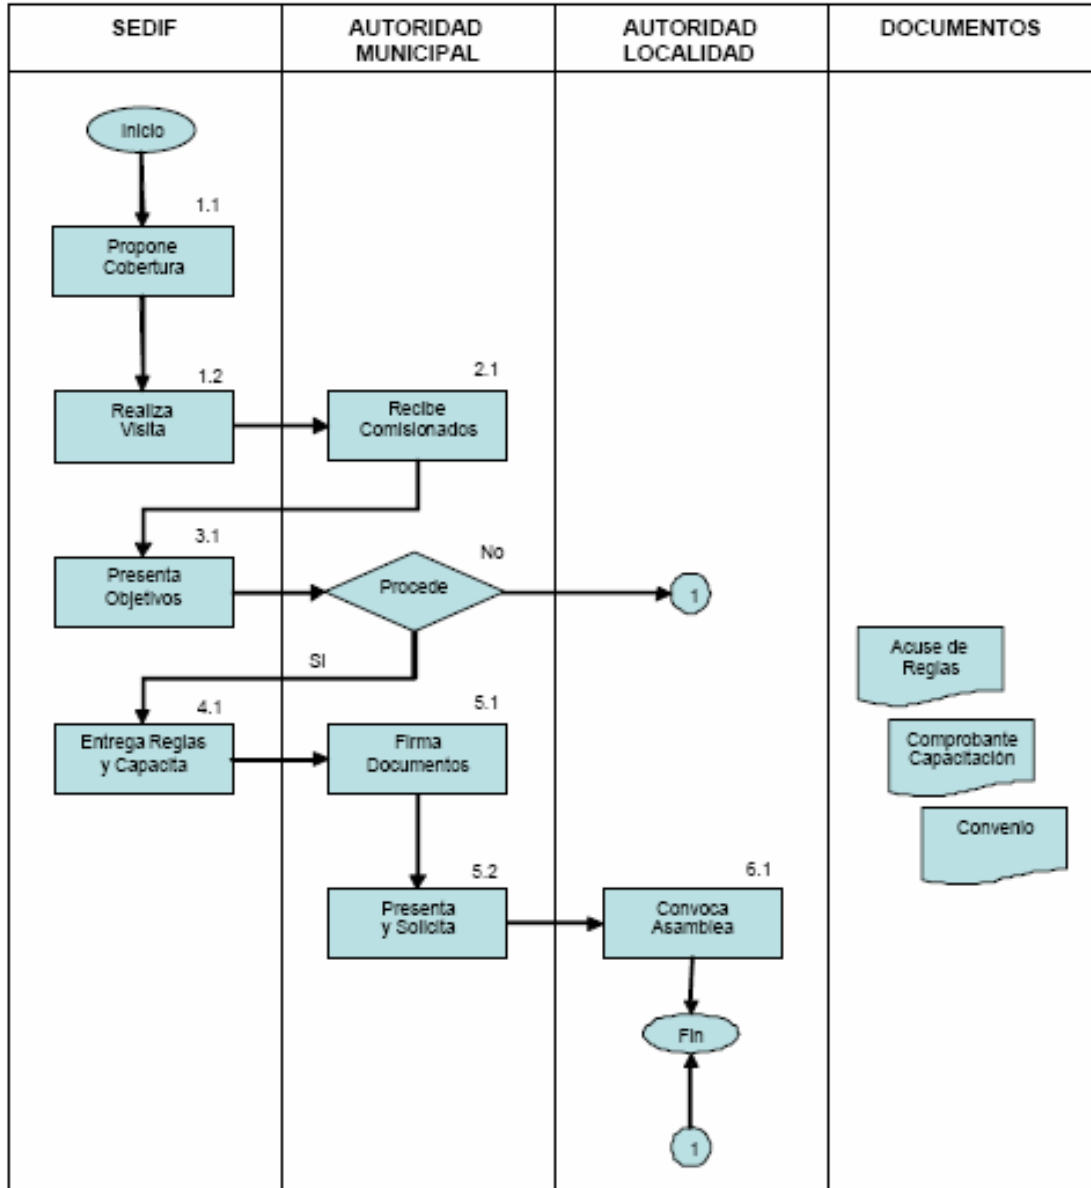 SEDIF
AUTORIDAD
MUNICIPAL
AUTORIDAD
LOCALIDAD
DOCUMENTOS
Inicio
1.1
Propone
Cobertura
1.2
Realiza
Visita
2.1
Recibe
Comisionados
3.1
Presenta
Objetivos
Procede
No
1
Si
Acuse de
Reglas
4.1
Entrega Reglas
y Capacita
5.1
Firma
Documentos
Comprobante
Capacitación
Convenio
5.2
Presenta
y Solicita
6.1
Convoca
Asamblea
Fin
1